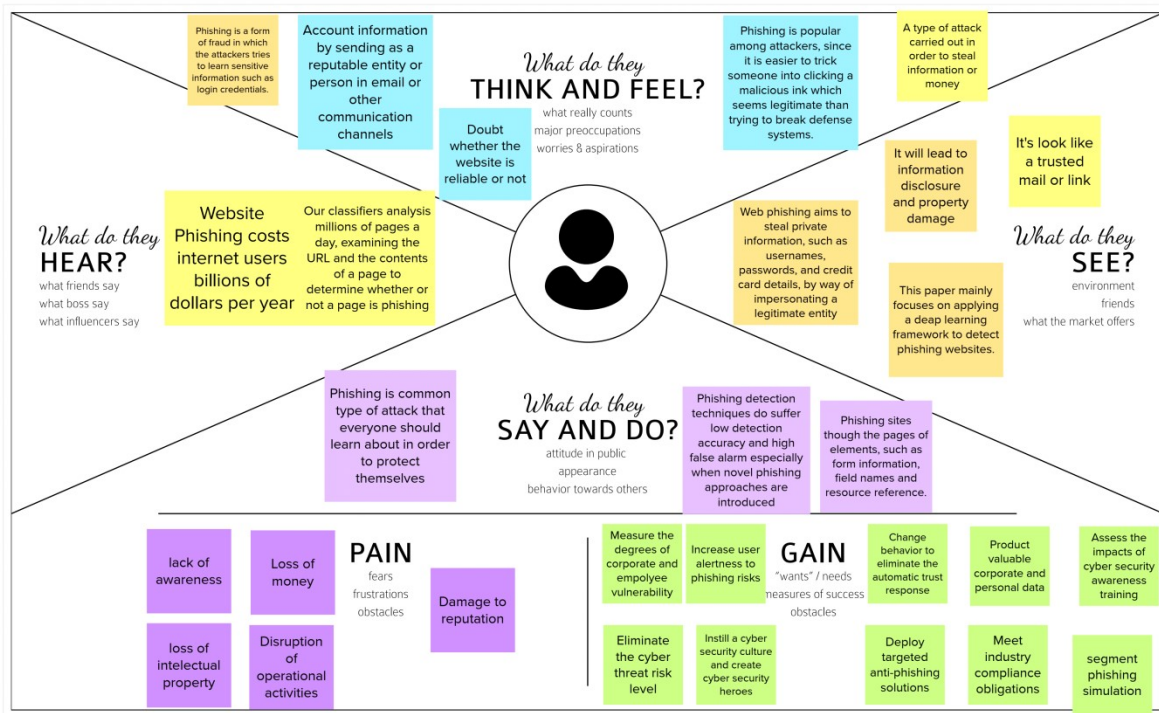 Phishing is a form
of fraud in which
the attackers tries
to learn sensitive
information such as
login credentials.
Account information
by sending as a
reputable entity or
person in email or
other
communication
channels
What do they
THINK AND FEEL?
what really counts
major preoccupations
worries & aspirations
Doubt
whether the
website is
reliable or not
Phishing is popular
among attackers, since
it is easier to trick
someone into clicking a
malicious ink which
seems legitimate than
trying to break defense
systems.
A type of attack
carried out in
order to steal
information or
money
It's look like
a trusted
mail or link
It will lead to
information
disclosure and
property
damage
What do they
HEAR?
what friends say
what boss say
what influencers say
Website
Phishing costs
internet users
billions of
dollars per year
Our classifiers analysis
millions of pages a
day, examining the
URL and the contents
of a page to
determine whether or
not a page is phishing
Web phishing aims to
steal private
information, such as
usernames,
passwords, and credit
card details, by way of
impersonating a
legitimate entity
This paper mainly
focuses on applying
a deap learning
framework to detect
phishing websites.
What do they
SEE?
environment
friends
what the market offers
Phishing is common
type of attack that
everyone should
learn about in order
to protect
themselves
What do they
SAY AND DO?
attitude in public
appearance
behavior towards others
Phishing detection
techniques do suffer
low detection
accuracy and high
false alarm especially
when novel phishing
approaches are
introduced
Phishing sites
though the pages of
elements, such as
form information,
field names and
resource reference.
lack of
awareness
Loss of
money
PAIN
fears
frustrations
obstacles
Damage to
reputation
loss of
intelectual
property
Disruption
of
operational
activities
Measure the
degrees of
corporate and
empolyee
vulnerability
Increase user
alertness to
phishing risks
GAIN
"wants" / needs
measures of success
obstacles
Change
behavior to
eliminate the
automatic trust
response
Product
valuable
corporate and
personal data
Assess the
impacts of
cyber security
awareness
training
Eliminate
the cyber
threat risk
level
Instill a cyber
security culture
and create
cyber security
heroes
Deploy
targeted
anti-phishing
solutions
Meet
industry
compliance
obligations
segment
phishing
simulation